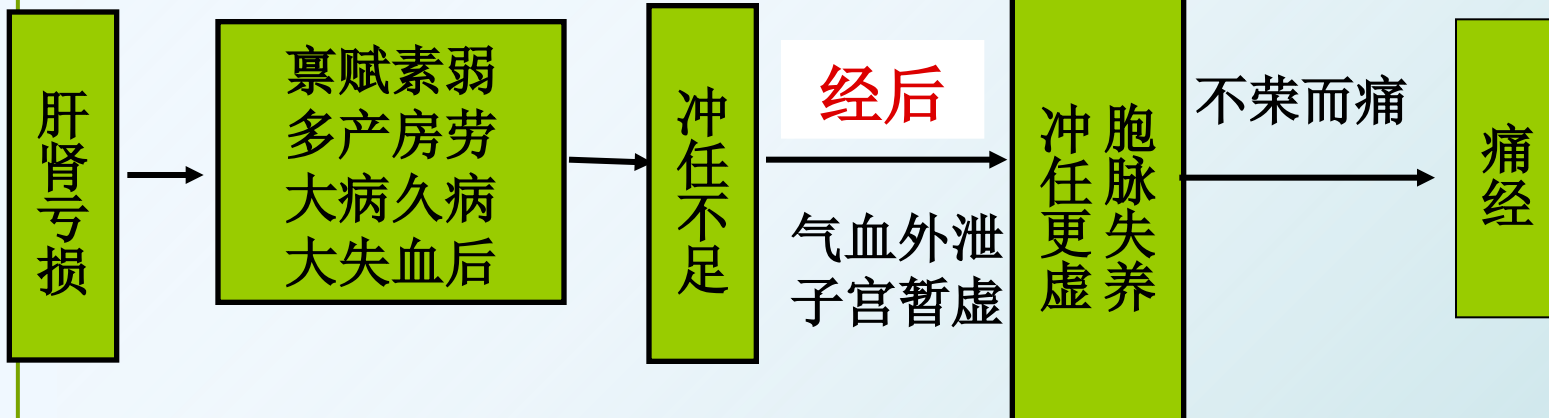 肝肾亏损
禀赋素弱
多产房劳
大病久病
大失血后
冲任不足
经后
气血外泄
子宫暂虚
冲任更虚
胞脉失养
不荣而痛
痛经